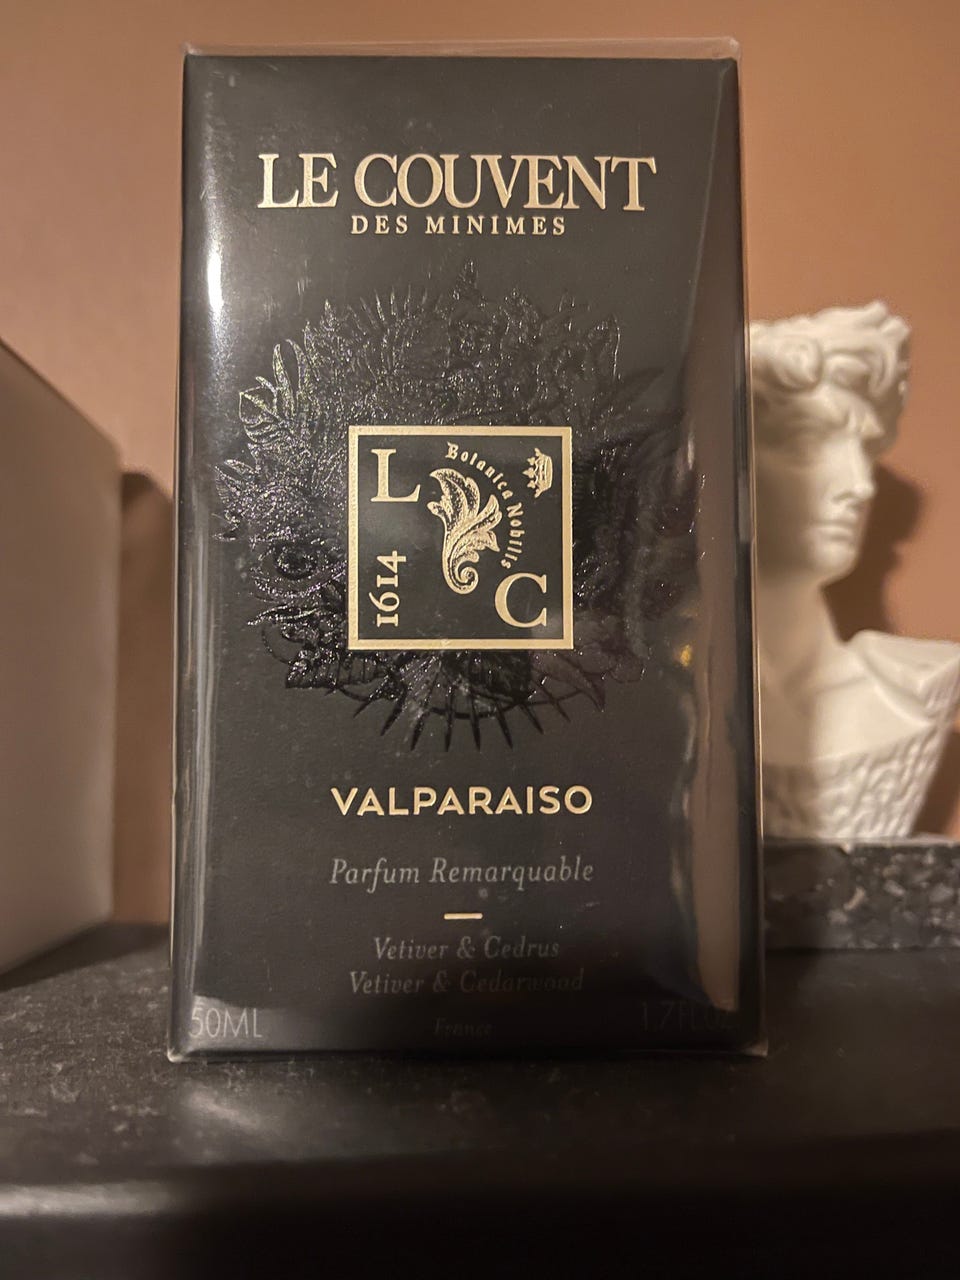 LE COUVENT
DES MINIMES
L
Botanica Nobilis
1614
C
VALPARAISO
Parfum Remarquable
Vetiver & Cedrus
Vetiver & Cedarwood
50ML
France
1.7FL.OZ